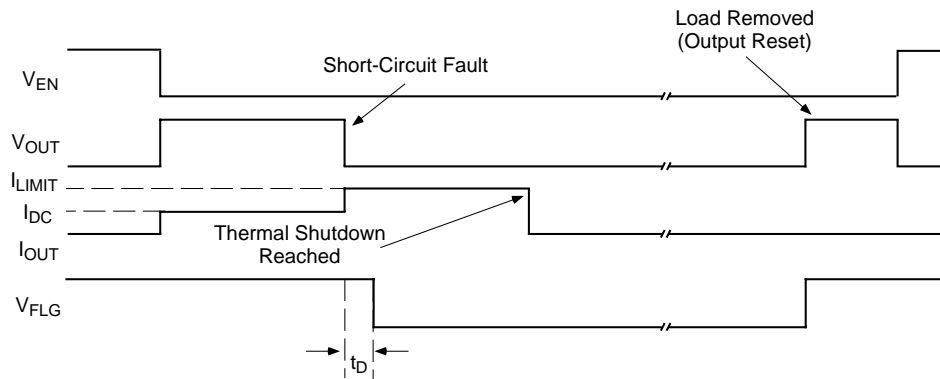 Load Removed
(Output Reset)
VEN
Short-Circuit Fault
VOUT
ILIMIT
IDC
Thermal Shutdown
Reached
IOUT
VFLG
tD